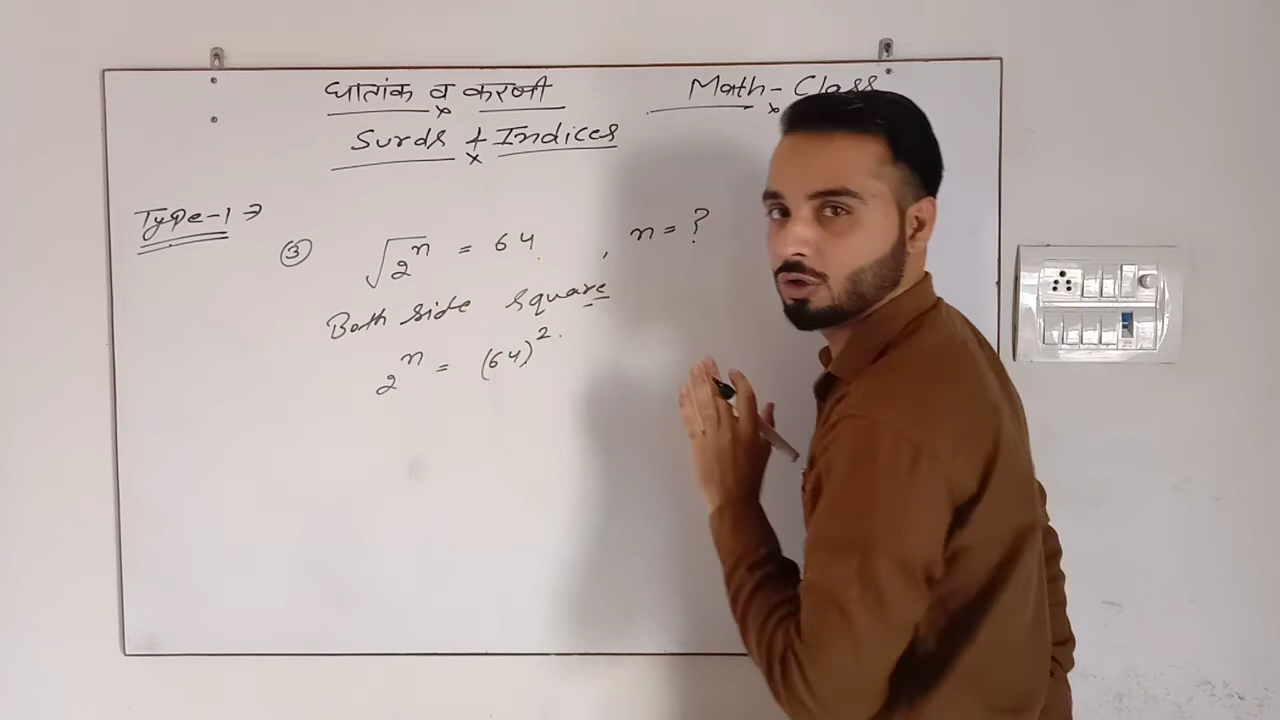 घातांक व करणी
Math-Class
Surds & Indices
Type-1 →
③ √2ⁿ = 64 , n = ?
Both side square
2ⁿ = (64)².